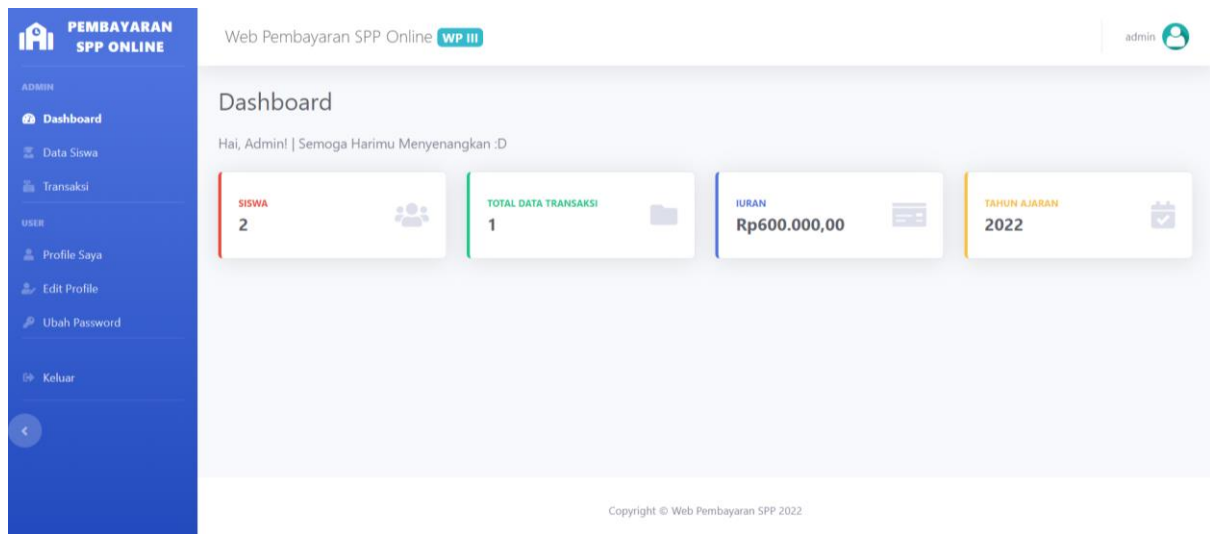 PEMBAYARAN
SPP ONLINE
Web Pembayaran SPP Online WP III
admin
ADMIN
Dashboard
Data Siswa
Transaksi
USER
Profile Saya
Edit Profile
Ubah Password
Keluar
Dashboard
Hai, Admin! | Semoga Harimu Menyenangkan :D
SISWA
2
TOTAL DATA TRANSAKSI
1
IURAN
Rp600.000,00
TAHUN AJARAN
2022
Copyright © Web Pembayaran SPP 2022